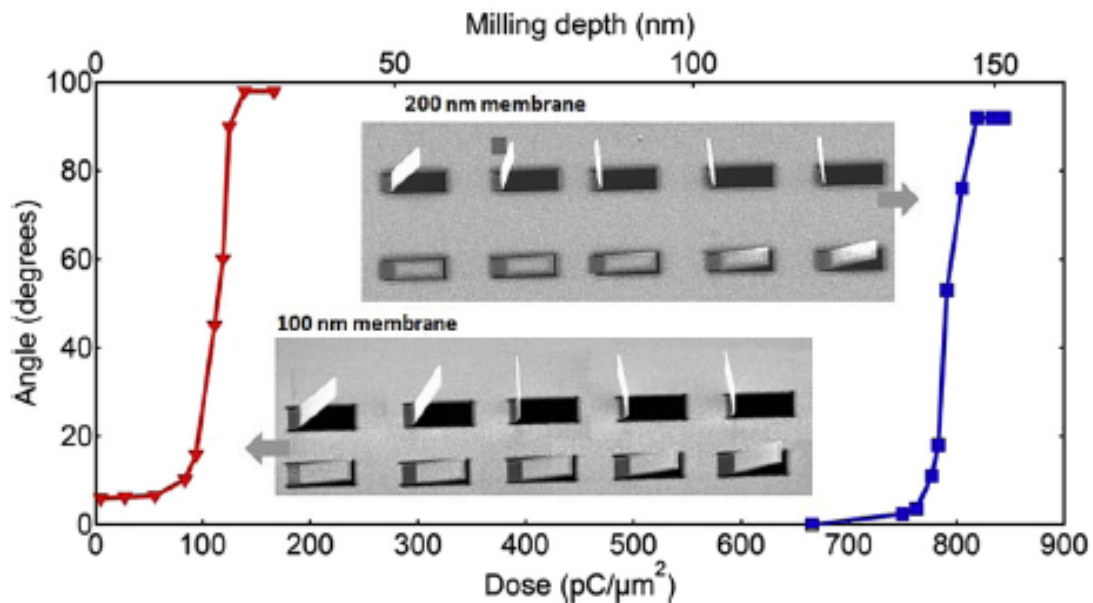 Milling depth (nm)
0 50 100 150
100
200 nm membrane
80
Angle (degrees)
60
100 nm membrane
40
20
0
0 100 200 300 400 500 600 700 800 900
Dose (pC/µm²)